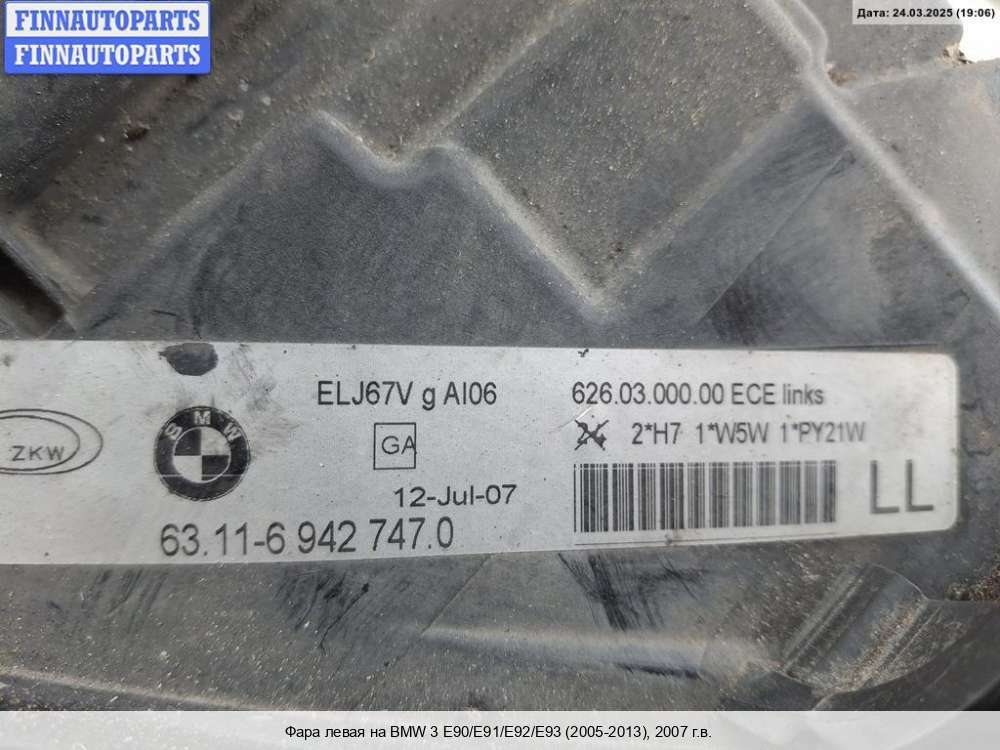 FINNAUTOPARTS
FINNAUTOPARTS
Дата: 24.03.2025 (19:06)
ELJ67V g AI06
626.03.000.00 ECE links
2*H7 1*W5W 1*PY21W
ZKW
BMW
GA
12-Jul-07
LL
63.11-6 942 747.0
Фара левая на BMW 3 E90/E91/E92/E93 (2005-2013), 2007 г.в.